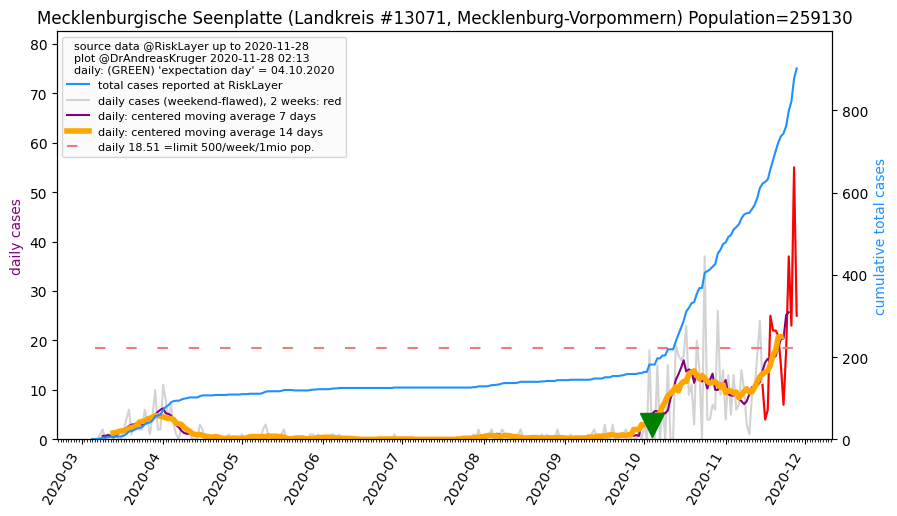 Mecklenburgische Seenplatte (Landkreis #13071, Mecklenburg-Vorpommern) Population=259130
source data @RiskLayer up to 2020-11-28
plot @DrAndreasKruger 2020-11-28 02:13
daily: (GREEN) 'expectation day' = 04.10.2020
total cases reported at RiskLayer
daily cases (weekend-flawed), 2 weeks: red
daily: centered moving average 7 days
daily: centered moving average 14 days
daily 18.51 =limit 500/week/1mio pop.
daily cases
80
70
60
50
40
30
20
10
0
cumulative total cases
800
600
400
200
0
2020-03
2020-04
2020-05
2020-06
2020-07
2020-08
2020-09
2020-10
2020-11
2020-12